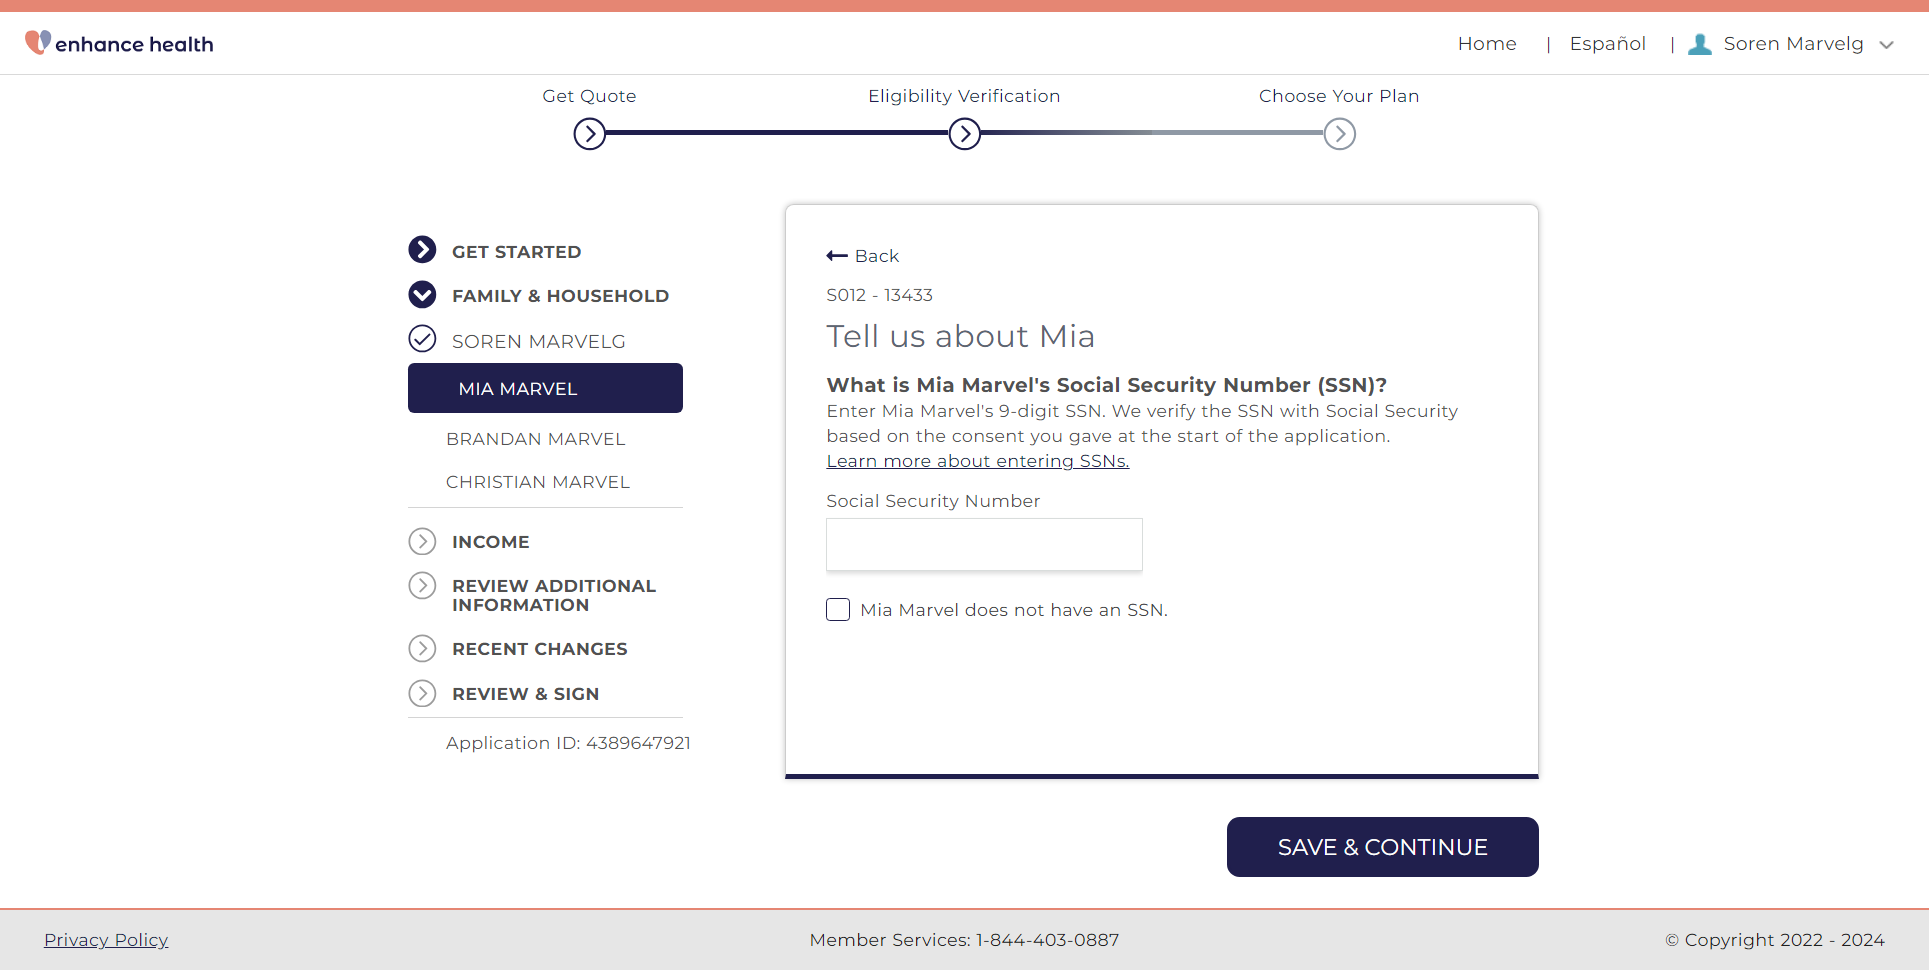 enhance health
Home | Español | Soren Marvelg
Get Quote
Eligibility Verification
Choose Your Plan
GET STARTED
FAMILY & HOUSEHOLD
SOREN MARVELG
MIA MARVEL
BRANDAN MARVEL
CHRISTIAN MARVEL
INCOME
REVIEW ADDITIONAL
INFORMATION
RECENT CHANGES
REVIEW & SIGN
Application ID: 4389647921
Back
S012 - 13433
Tell us about Mia
What is Mia Marvel's Social Security Number (SSN)?
Enter Mia Marvel's 9-digit SSN. We verify the SSN with Social Security
based on the consent you gave at the start of the application.
Learn more about entering SSNs.
Social Security Number
Mia Marvel does not have an SSN.
SAVE & CONTINUE
Privacy Policy
Member Services: 1-844-403-0887
© Copyright 2022 - 2024